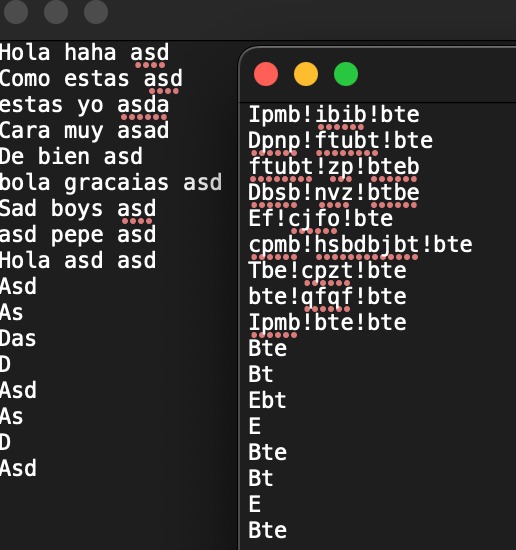 Hola haha asd
Como estas asd
estas yo asda
Cara muy asad
De bien asd
bola gracaias asd
Sad boys asd
asd pepe asd
Hola asd asd
Asd
As
Das
D
Asd
As
D
Asd
Ipmb!ibib!bte
Dpnp!ftubt!bte
ftubt!zp!bteb
Dbsb!nvz!btbe
Ef!cjfo!bte
cpmb!hsbdbjbt!bte
Tbe!cpzt!bte
bte!qfqf!bte
Ipmb!bte!bte
Bte
Bt
Ebt
E
Bte
Bt
E
Bte